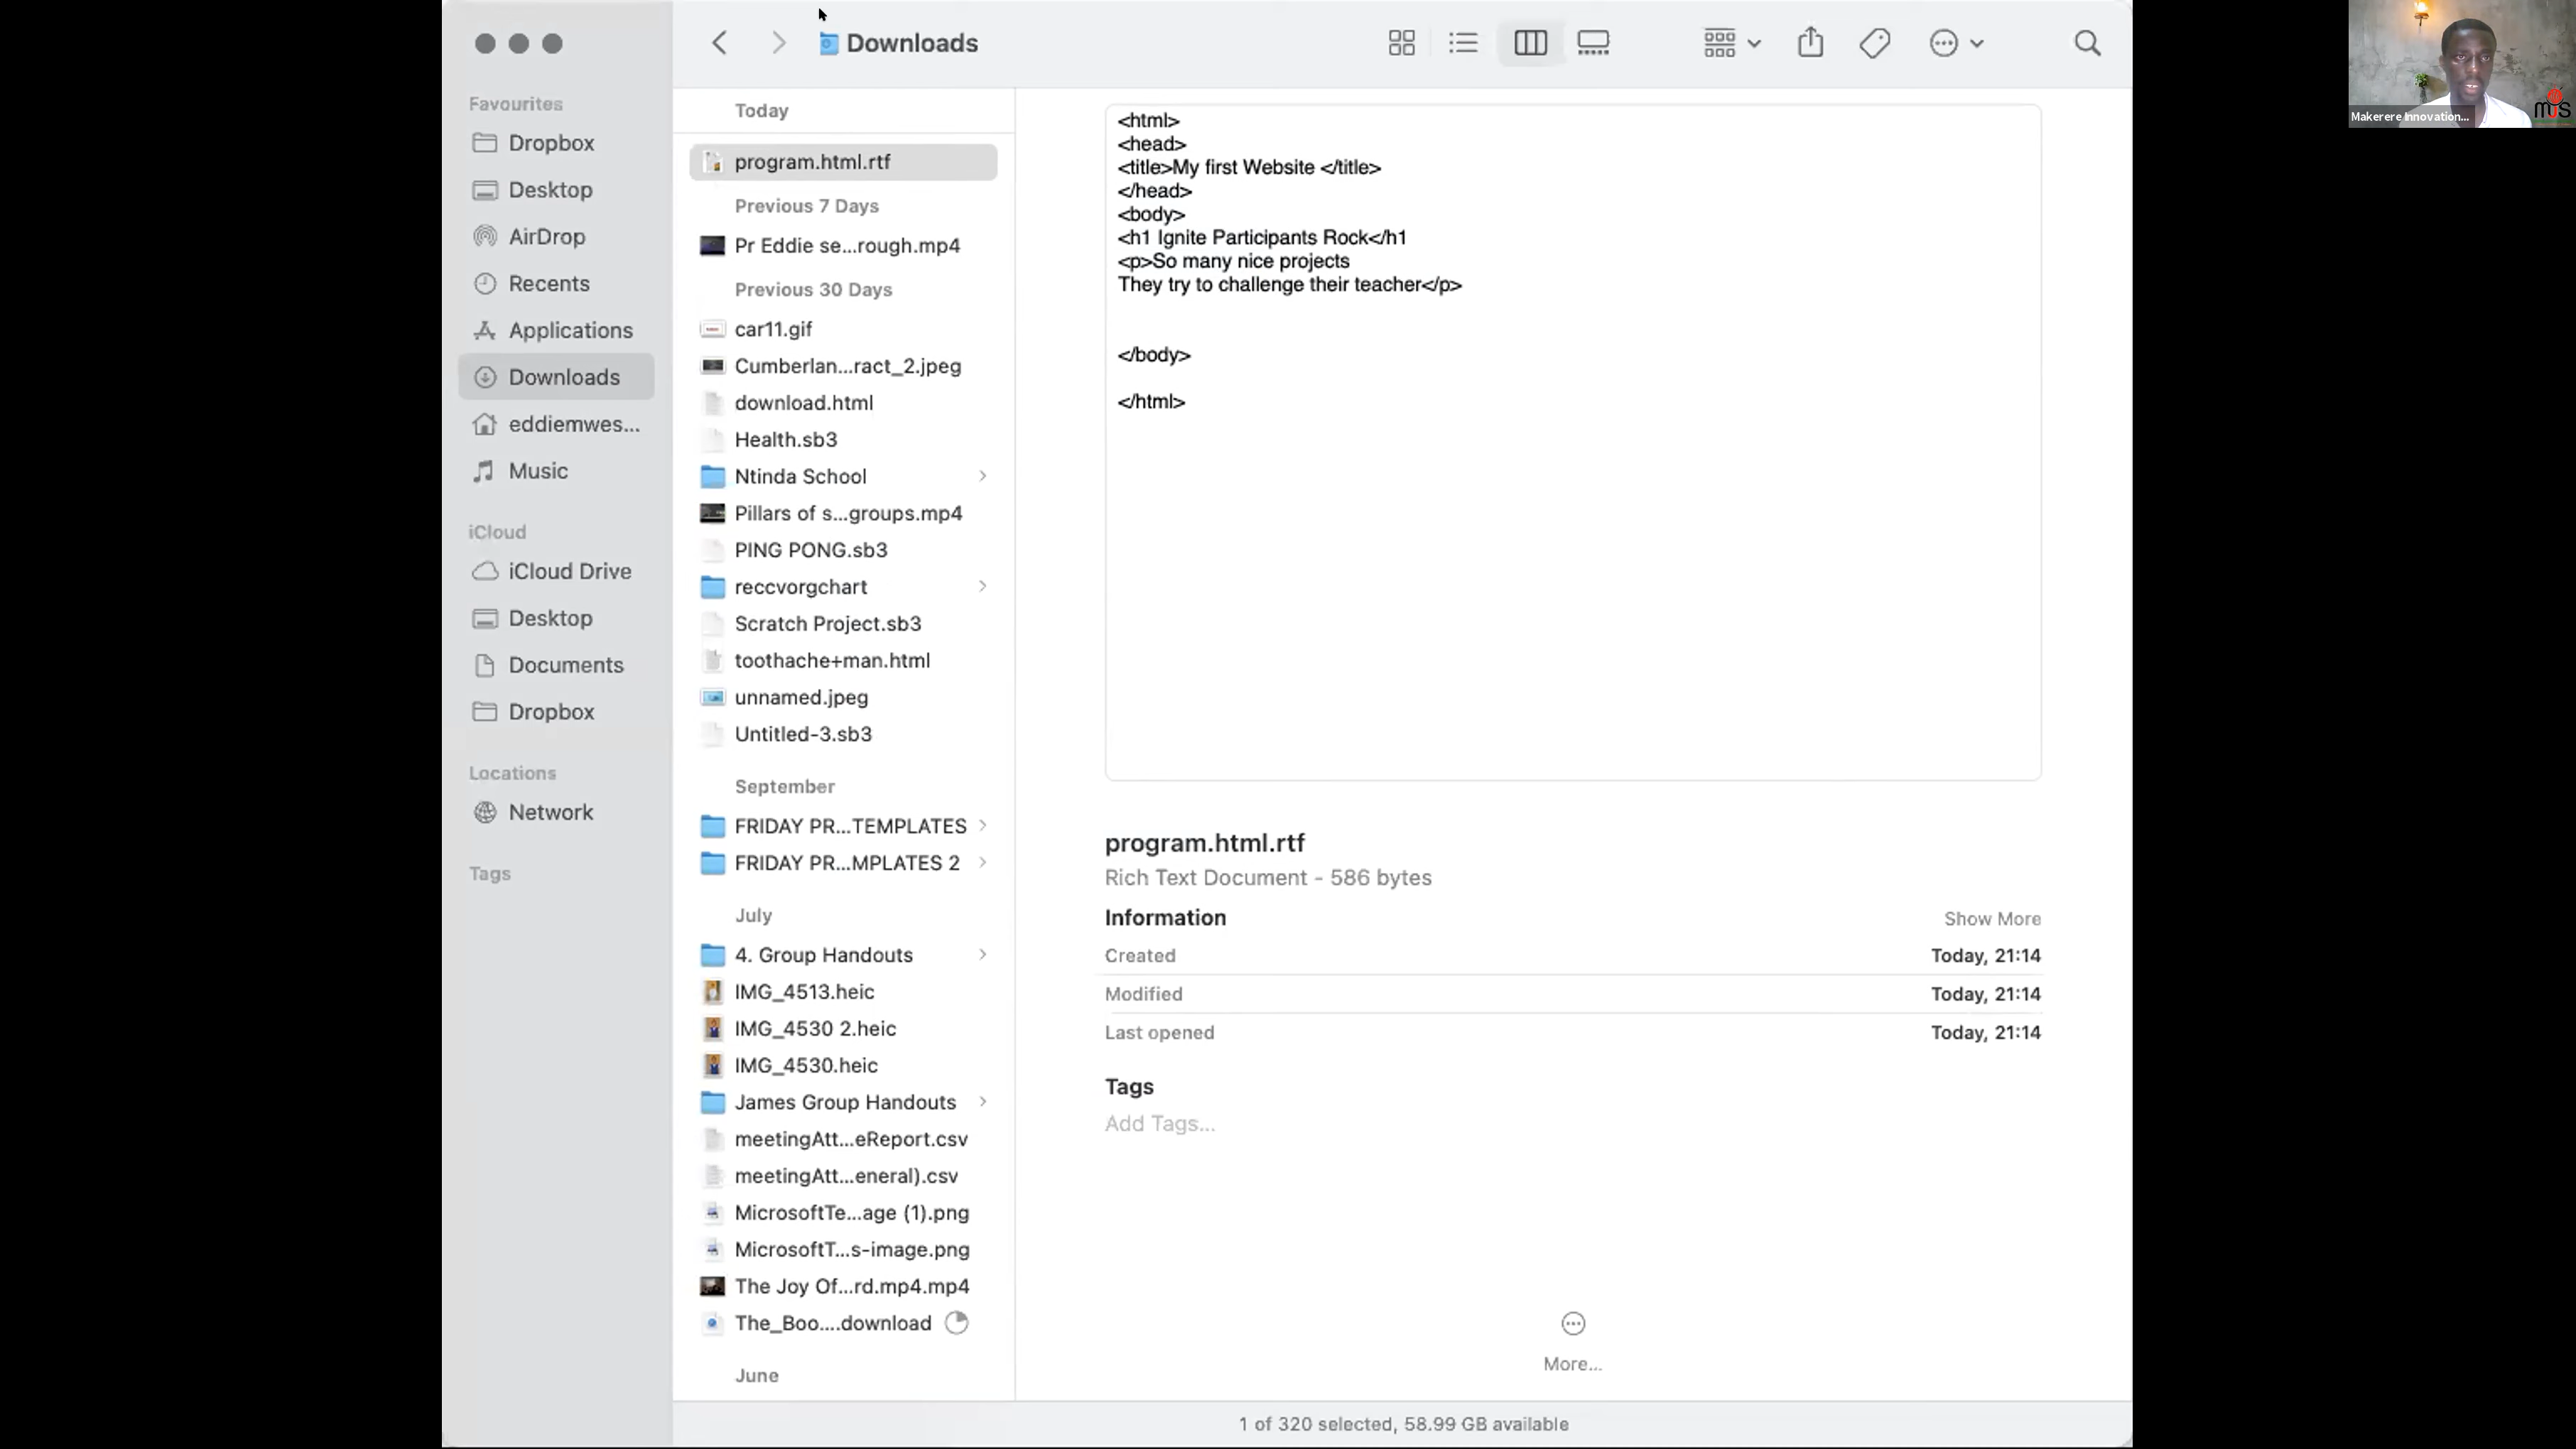 Downloads
Makerere Innovation...
mjs
Favourites
Dropbox
Desktop
AirDrop
Recents
Applications
Downloads
eddiemwes...
Music
iCloud
iCloud Drive
Desktop
Documents
Dropbox
Locations
Network
Tags
Today
program.html.rtf
Previous 7 Days
Pr Eddie se...rough.mp4
Previous 30 Days
car11.gif
Cumberlan...ract_2.jpeg
download.html
Health.sb3
Ntinda School
Pillars of s...groups.mp4
PING PONG.sb3
reccvorgchart
Scratch Project.sb3
toothache+man.html
unnamed.jpeg
Untitled-3.sb3
September
FRIDAY PR...TEMPLATES
FRIDAY PR...MPLATES 2
July
4. Group Handouts
IMG_4513.heic
IMG_4530 2.heic
IMG_4530.heic
James Group Handouts
meetingAtt...eReport.csv
meetingAtt...eneral).csv
MicrosoftTe...age (1).png
MicrosoftT...s-image.png
The Joy Of...rd.mp4.mp4
The_Boo....download
June
<html>
<head>
<title>My first Website </title>
</head>
<body>
<h1 Ignite Participants Rock</h1
<p>So many nice projects
They try to challenge their teacher</p>
</body>
</html>
program.html.rtf
Rich Text Document - 586 bytes
Information Show More
Created Today, 21:14
Modified Today, 21:14
Last opened Today, 21:14
Tags
Add Tags...
More...
1 of 320 selected, 58.99 GB available